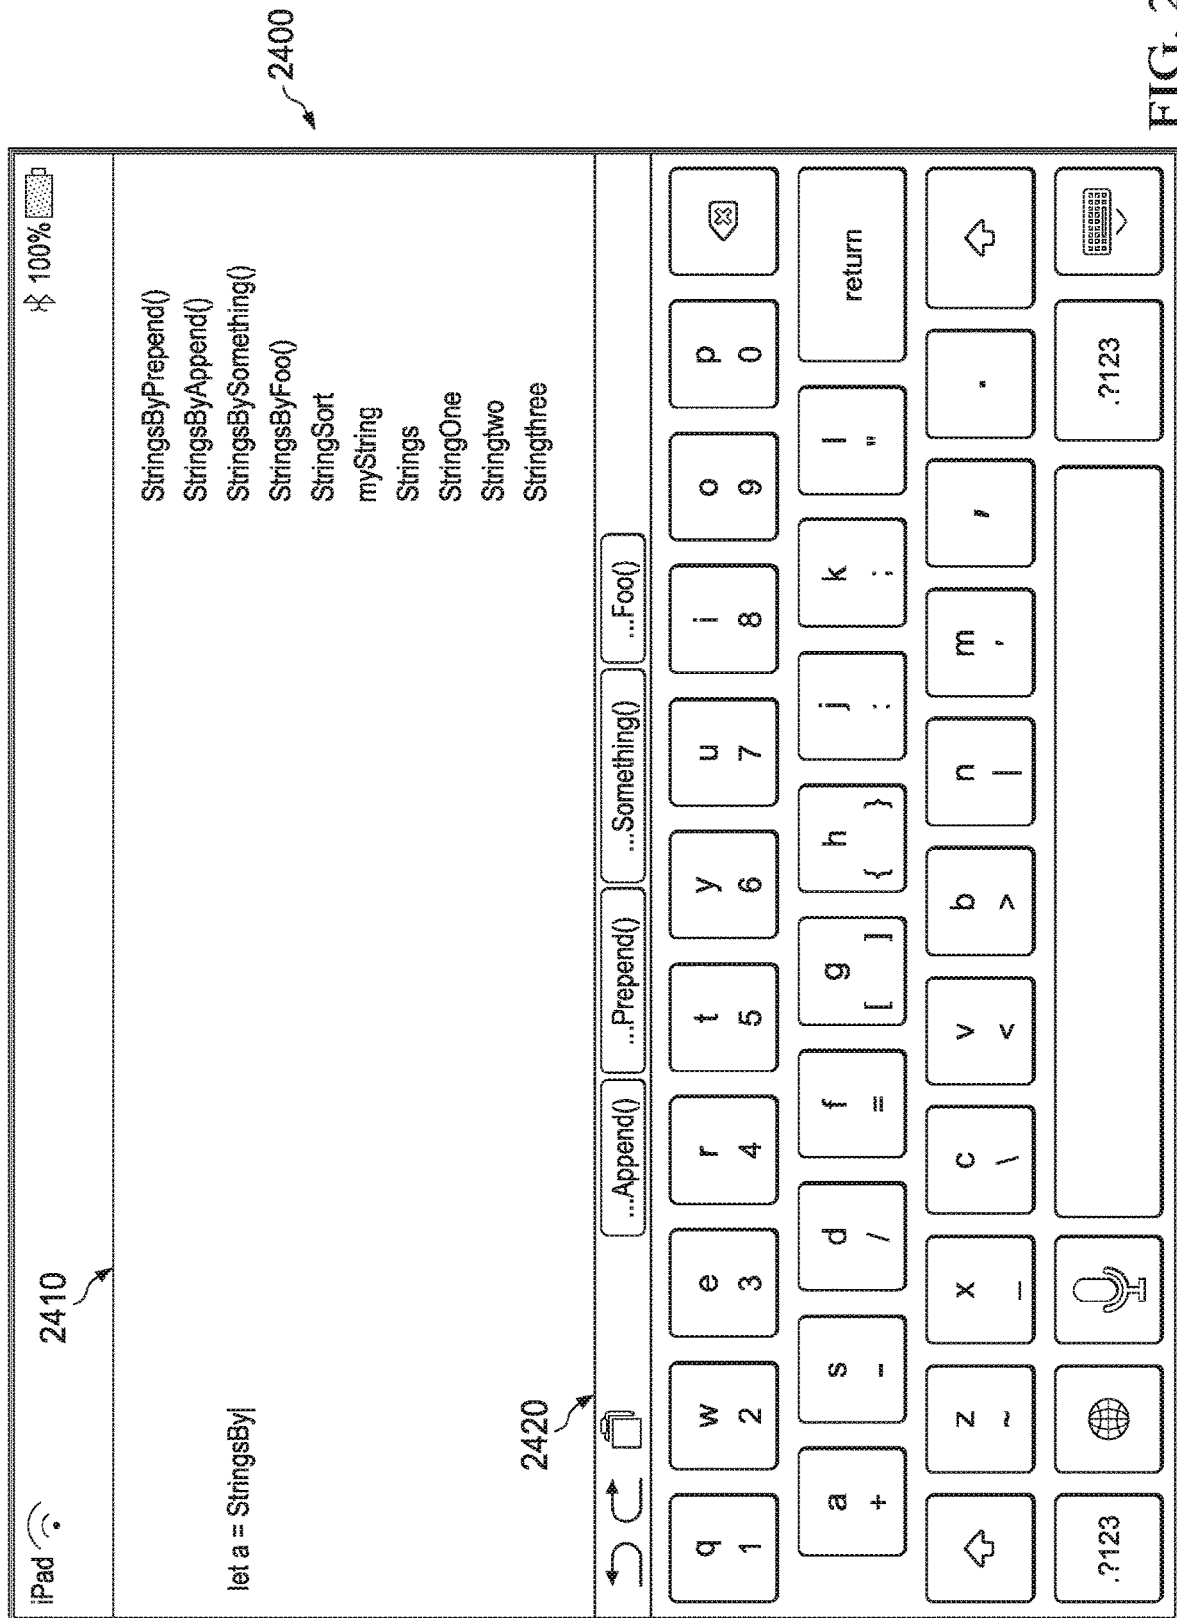 iPad 100%
2410
2400
let a = StringsBy|
StringsByPrepend()
StringsByAppend()
StringsBySomething()
StringsByFoo()
StringSort
myString
Strings
StringOne
Stringtwo
Stringthree
2420
...Append() ...Prepend() ...Something() ...Foo()
q w e r t y u i o p
1 2 3 4 5 6 7 8 9 0
a s d f g h j k l return
+ - / = [ ] { } : ; "
z x c v b n m , .
~ _ \ < > | '
.?123 .?123
FIG. 2